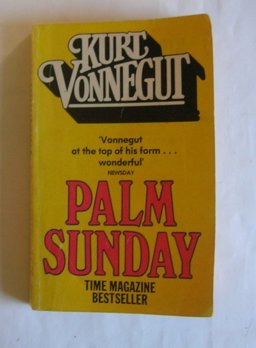 KURT
VONNEGUT
'Vonnegut
at the top of his form . . .
wonderful'
NEWSDAY
PALM
SUNDAY
TIME MAGAZINE
BESTSELLER